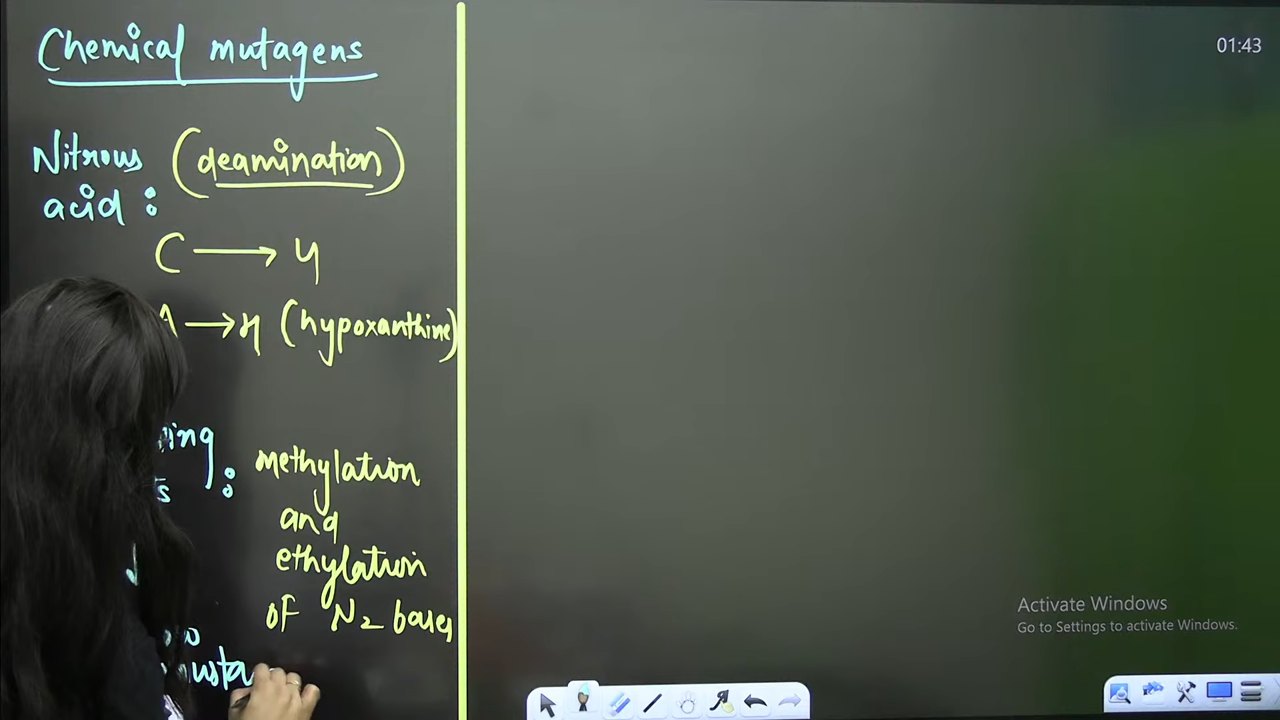 Chemical mutagens
01:43
Nitrous (deamination)
acid :
C → U
A → H (hypoxanthine)
methylation
and
ethylation
of N2 bases
Activate Windows
Go to Settings to activate Windows.